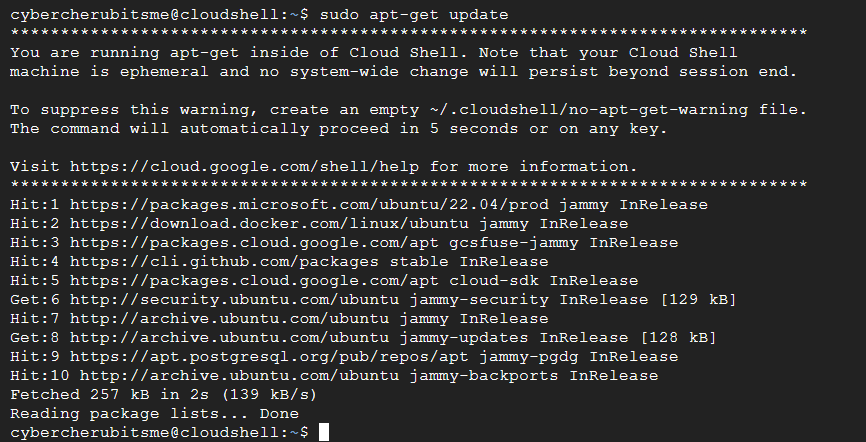 cybercherubitsme@cloudshell:~$ sudo apt-get update
********************************************************************************
You are running apt-get inside of Cloud Shell. Note that your Cloud Shell
machine is ephemeral and no system-wide change will persist beyond session end.

To suppress this warning, create an empty ~/.cloudshell/no-apt-get-warning file.
The command will automatically proceed in 5 seconds or on any key.

Visit https://cloud.google.com/shell/help for more information.
********************************************************************************
Hit:1 https://packages.microsoft.com/ubuntu/22.04/prod jammy InRelease
Hit:2 https://download.docker.com/linux/ubuntu jammy InRelease
Hit:3 https://packages.cloud.google.com/apt gcsfuse-jammy InRelease
Hit:4 https://cli.github.com/packages stable InRelease
Hit:5 https://packages.cloud.google.com/apt cloud-sdk InRelease
Get:6 http://security.ubuntu.com/ubuntu jammy-security InRelease [129 kB]
Hit:7 http://archive.ubuntu.com/ubuntu jammy InRelease
Get:8 http://archive.ubuntu.com/ubuntu jammy-updates InRelease [128 kB]
Hit:9 https://apt.postgresql.org/pub/repos/apt jammy-pgdg InRelease
Hit:10 http://archive.ubuntu.com/ubuntu jammy-backports InRelease
Fetched 257 kB in 2s (139 kB/s)
Reading package lists... Done
cybercherubitsme@cloudshell:~$